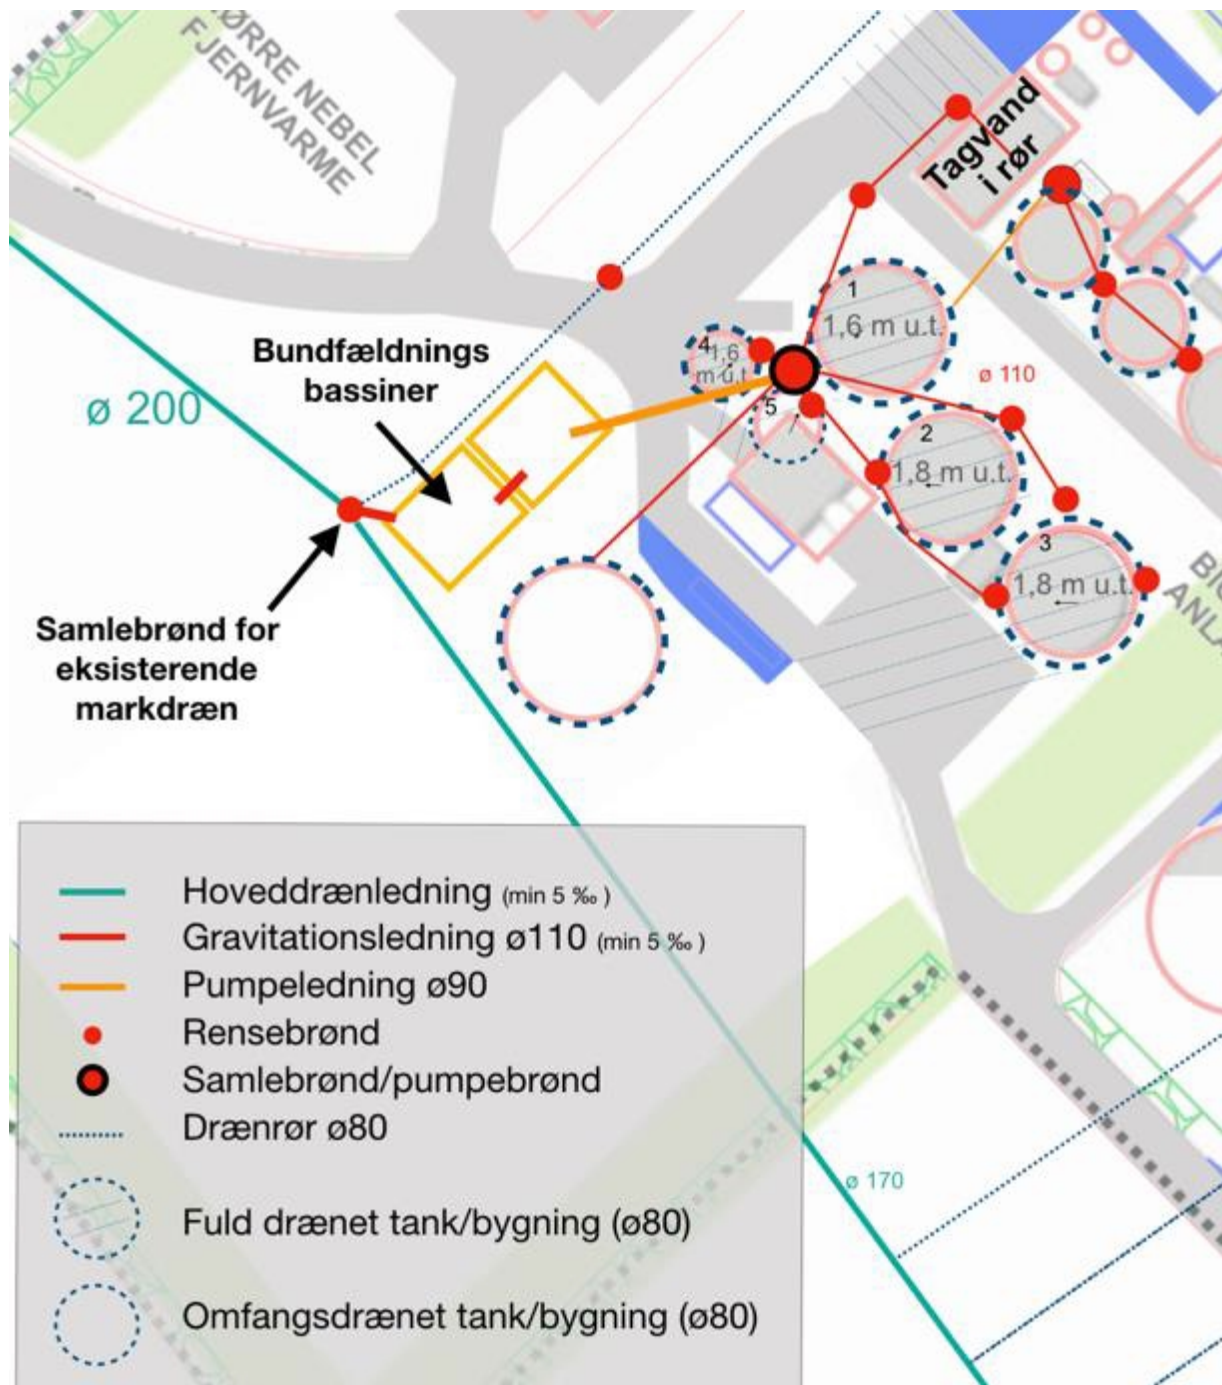 NØRRE NEBEL
FJERNVARME
Tagvand
i rør
1
1,6 m u.t.
4
1,6
m u.t
5
ø 110
2
1,8 m u.t.
3
1,8 m u.t.
Bundfældnings
bassiner
ø 200
Samlebrønd for
eksisterende
markdræn
Hoveddrænledning (min 5 ‰ )
Gravitationsledning ø110 (min 5 ‰ )
Pumpeledning ø90
Rensebrønd
Samlebrønd/pumpebrønd
Drænrør ø80
Fuld drænet tank/bygning (ø80)
Omfangsdrænet tank/bygning (ø80)
ø 170